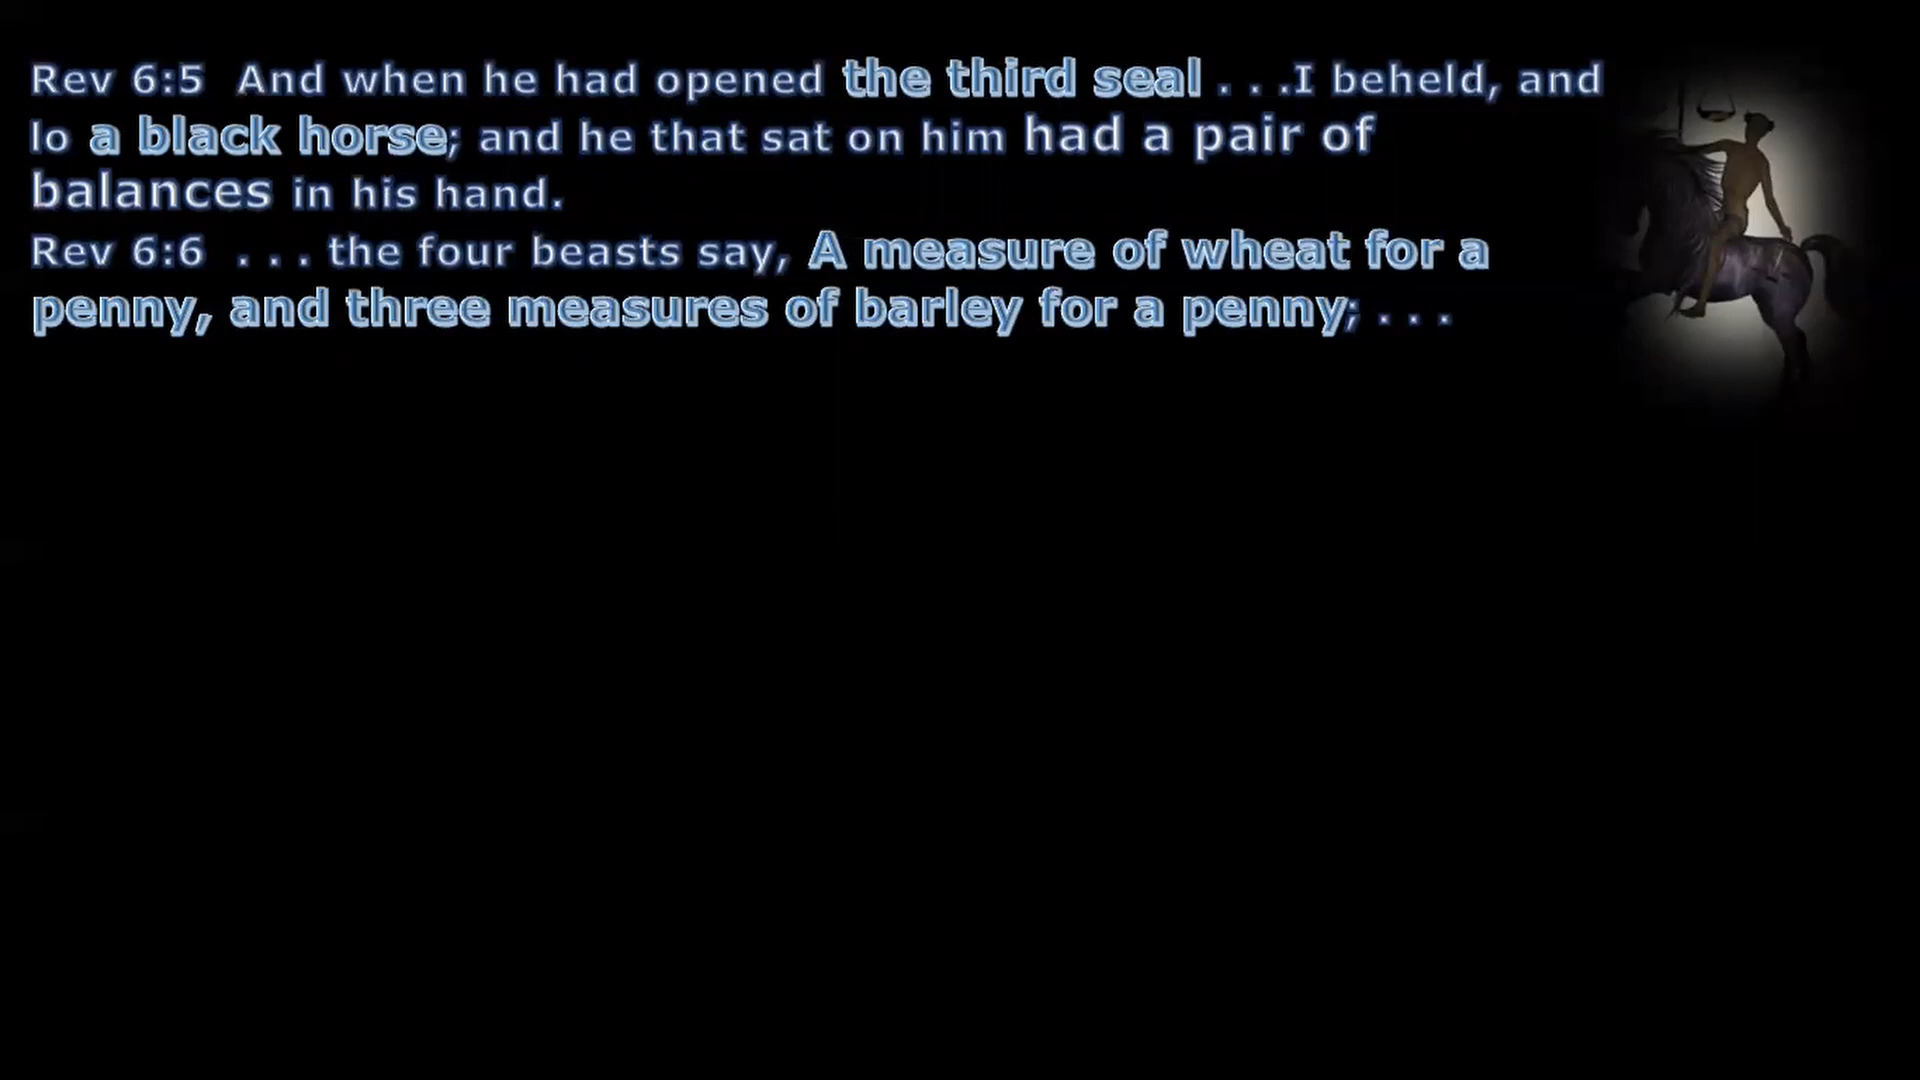 Rev 6:5  And when he had opened the third seal . . .I beheld, and
lo a black horse; and he that sat on him had a pair of
balances in his hand.
Rev 6:6  . . . the four beasts say, A measure of wheat for a
penny, and three measures of barley for a penny; . . .